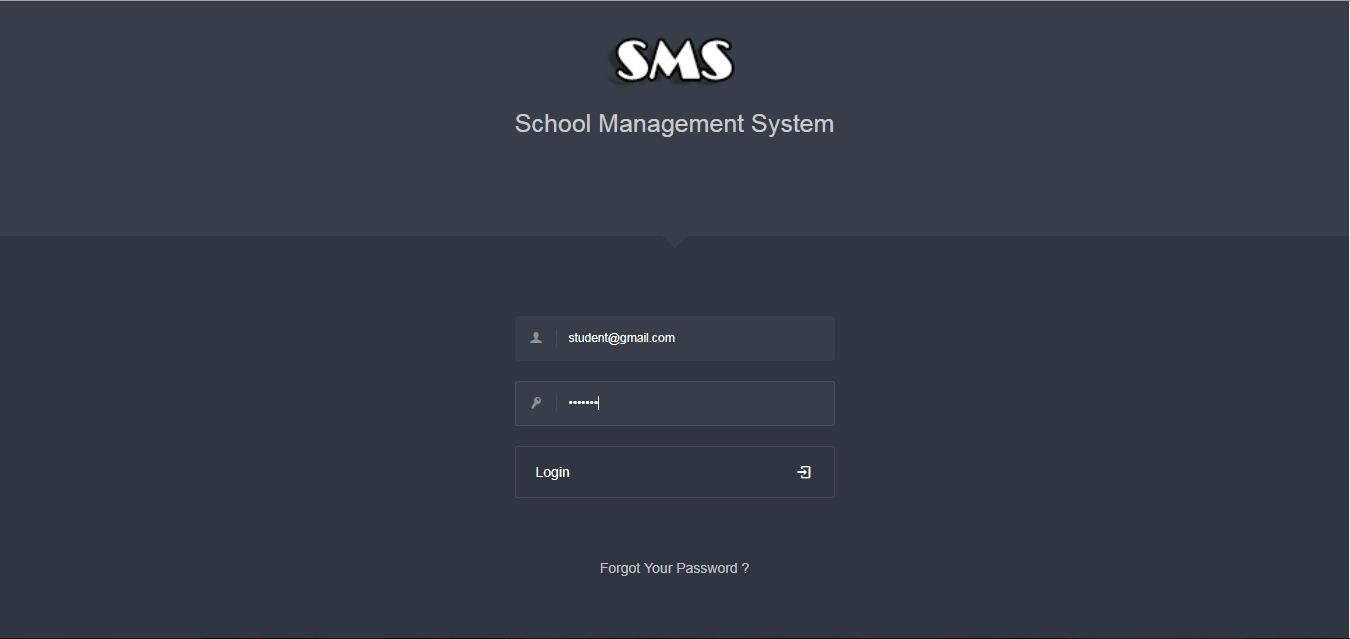 SMS
School Management System
student@gmail.com
•••••••
Login
Forgot Your Password ?